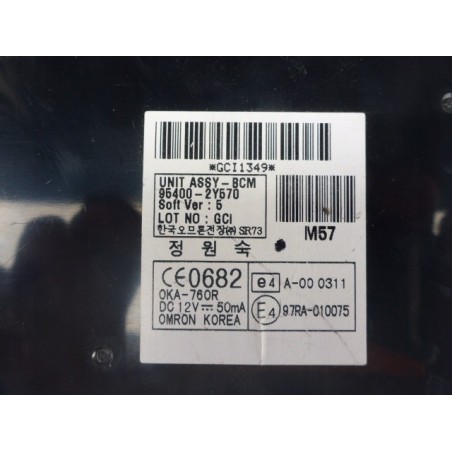 *GCI1349*
UNIT ASSY-BCM
95400-2Y570
Soft Ver : 5
LOT NO : GCI
한국오므론전장㈜ SR73
M57
정 원 숙
CE0682
OKA-760R
DC 12V 50mA
OMRON KOREA
e4 A-00 0311
E4 97RA-010075